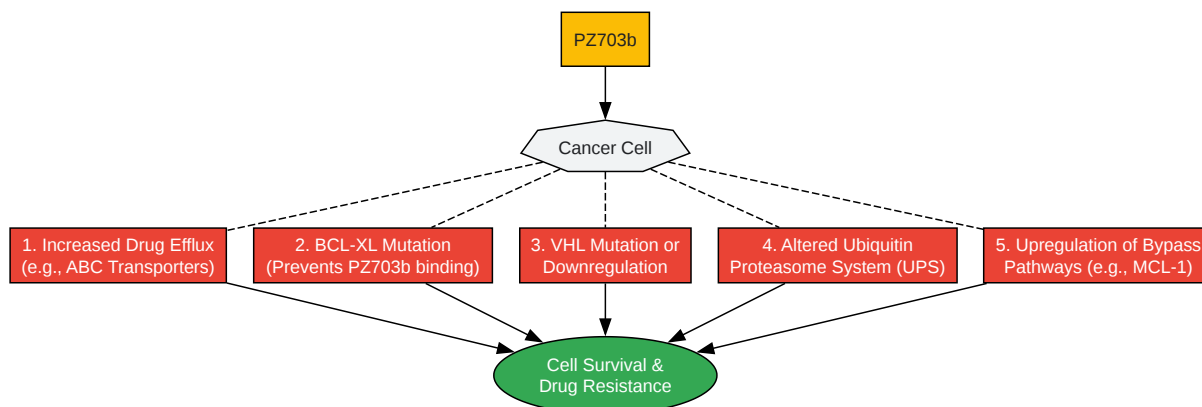 PZ703b
Cancer Cell
1. Increased Drug Efflux
(e.g., ABC Transporters)
2. BCL-XL Mutation
(Prevents PZ703b binding)
3. VHL Mutation or
Downregulation
4. Altered Ubiquitin
Proteasome System (UPS)
5. Upregulation of Bypass
Pathways (e.g., MCL-1)
Cell Survival &
Drug Resistance